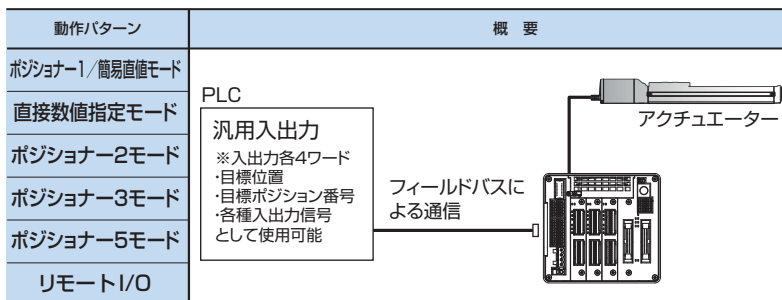 動作パターン
概 要
ポジショナー1/簡易直値モード
直接数値指定モード
ポジショナー2モード
ポジショナー3モード
ポジショナー5モード
リモートI/O
PLC
汎用入出力
※入出力各4ワード
・目標位置
・目標ポジション番号
・各種入出力信号
として使用可能
フィールドバスに
よる通信
アクチュエーター